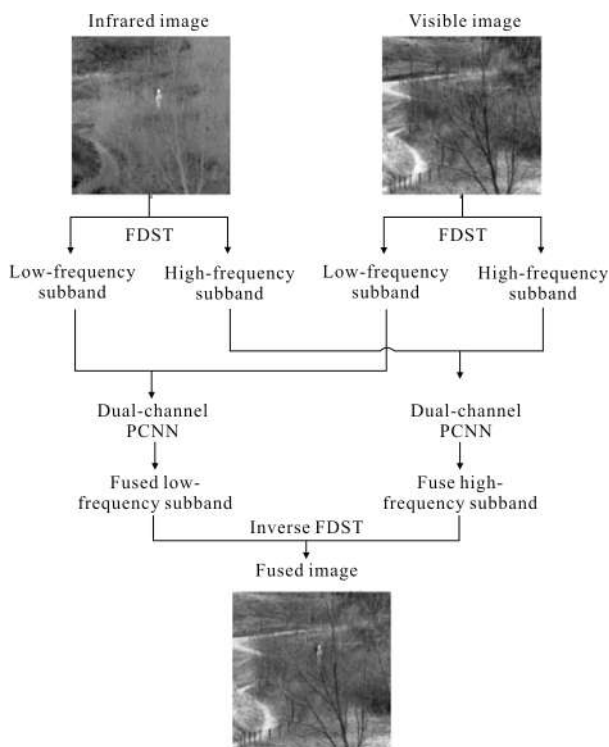 Infrared image
Visible image
FDST
FDST
Low-frequency
subband
High-frequency
subband
Low-frequency
subband
High-frequency
subband
Dual-channel
PCNN
Dual-channel
PCNN
Fused low-
frequency subband
Fuse high-
frequency subband
Inverse FDST
Fused image